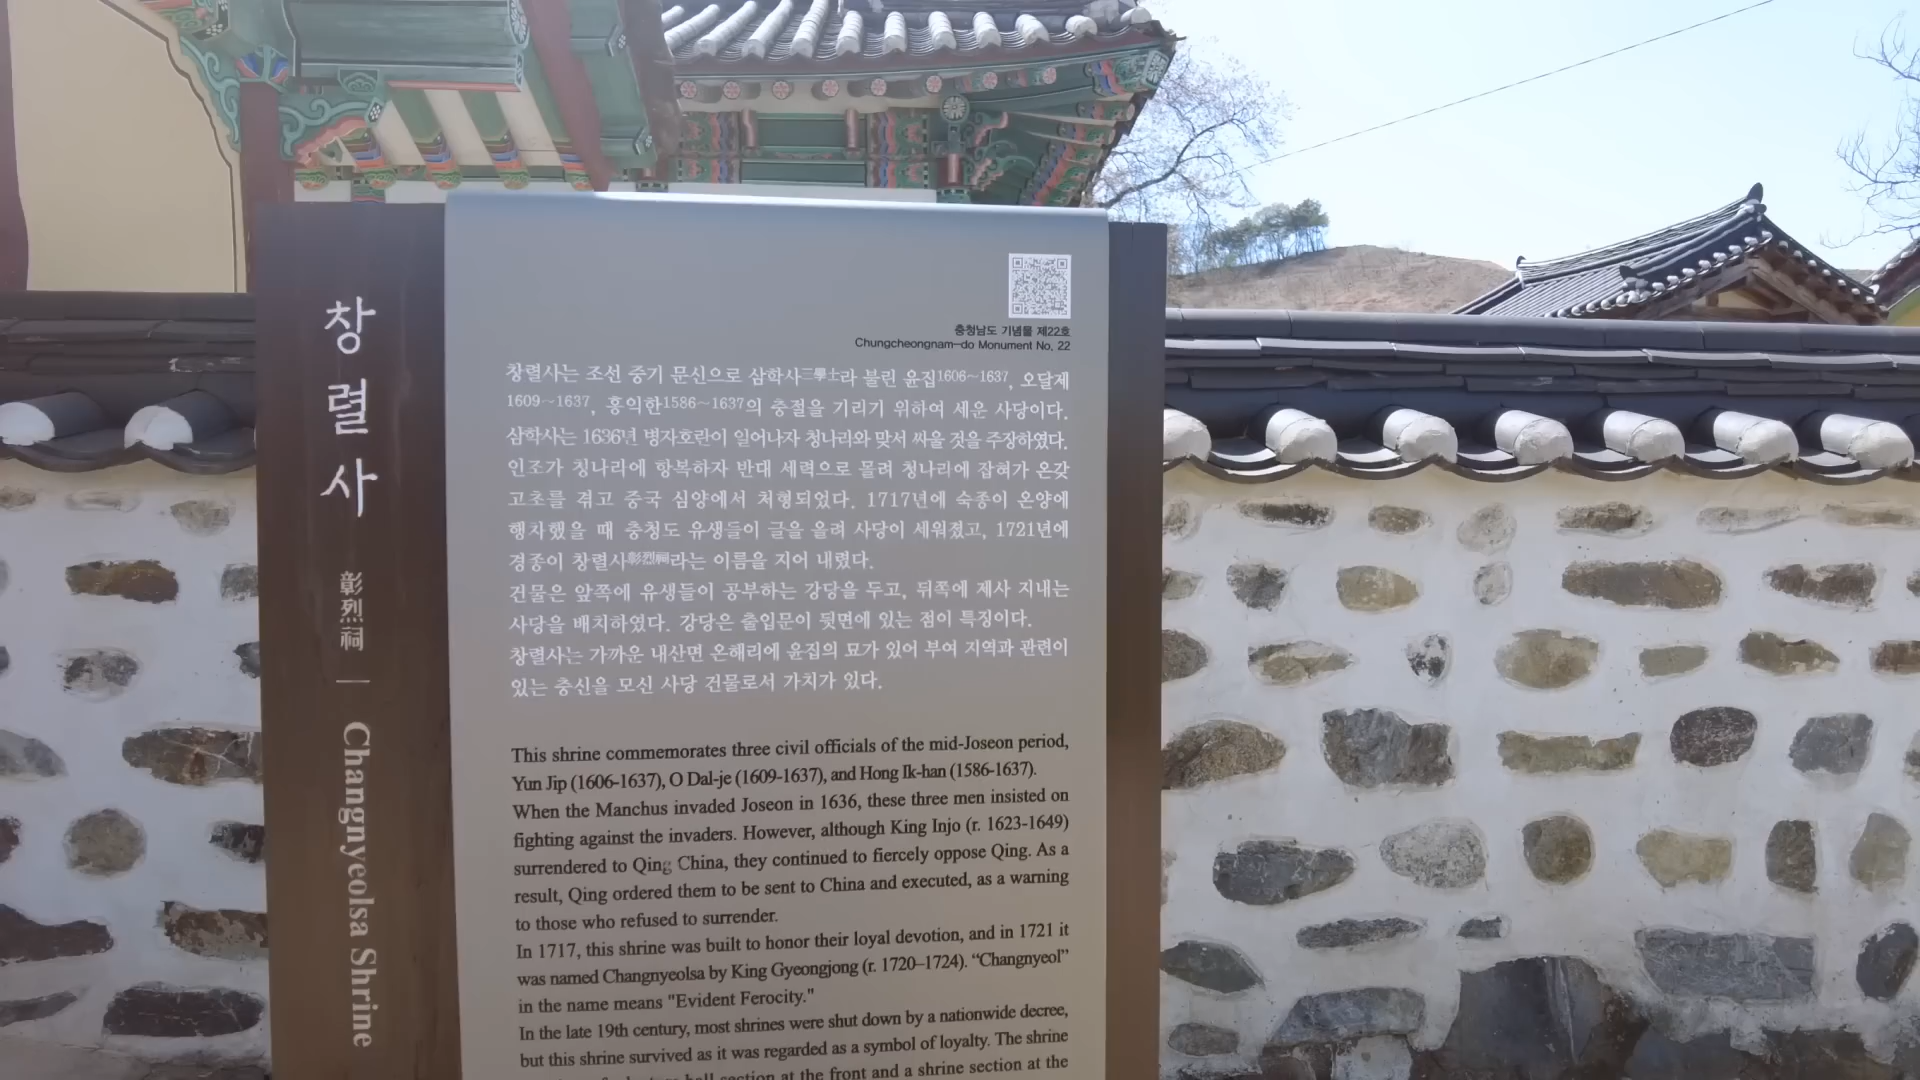 창렬사
彰烈祠
Changnyeolsa Shrine
충청남도 기념물 제22호
Chungcheongnam-do Monument No. 22
창렬사는 조선 중기 문신으로 삼학사三學士라 불린 윤집1606~1637, 오달제
1609~1637, 홍익한1586~1637의 충절을 기리기 위하여 세운 사당이다.
삼학사는 1636년 병자호란이 일어나자 청나라와 맞서 싸울 것을 주장하였다.
인조가 청나라에 항복하자 반대 세력으로 몰려 청나라에 잡혀가 온갖
고초를 겪고 중국 심양에서 처형되었다. 1717년에 숙종이 온양에
행차했을 때 충청도 유생들이 글을 올려 사당이 세워졌고, 1721년에
경종이 창렬사彰烈祠라는 이름을 지어 내렸다.
건물은 앞쪽에 유생들이 공부하는 강당을 두고, 뒤쪽에 제사 지내는
사당을 배치하였다. 강당은 출입문이 뒷면에 있는 점이 특징이다.
창렬사는 가까운 내산면 온해리에 윤집의 묘가 있어 부여 지역과 관련이
있는 충신을 모신 사당 건물로서 가치가 있다.
This shrine commemorates three civil officials of the mid-Joseon period,
Yun Jip (1606-1637), O Dal-je (1609-1637), and Hong Ik-han (1586-1637).
When the Manchus invaded Joseon in 1636, these three men insisted on
fighting against the invaders. However, although King Injo (r. 1623-1649)
surrendered to Qing China, they continued to fiercely oppose Qing. As a
result, Qing ordered them to be sent to China and executed, as a warning
to those who refused to surrender.
In 1717, this shrine was built to honor their loyal devotion, and in 1721 it
was named Changnyeolsa by King Gyeongjong (r. 1720–1724). “Changnyeol”
in the name means "Evident Ferocity."
In the late 19th century, most shrines were shut down by a nationwide decree,
but this shrine survived as it was regarded as a symbol of loyalty. The shrine
hall section at the front and a shrine section at the